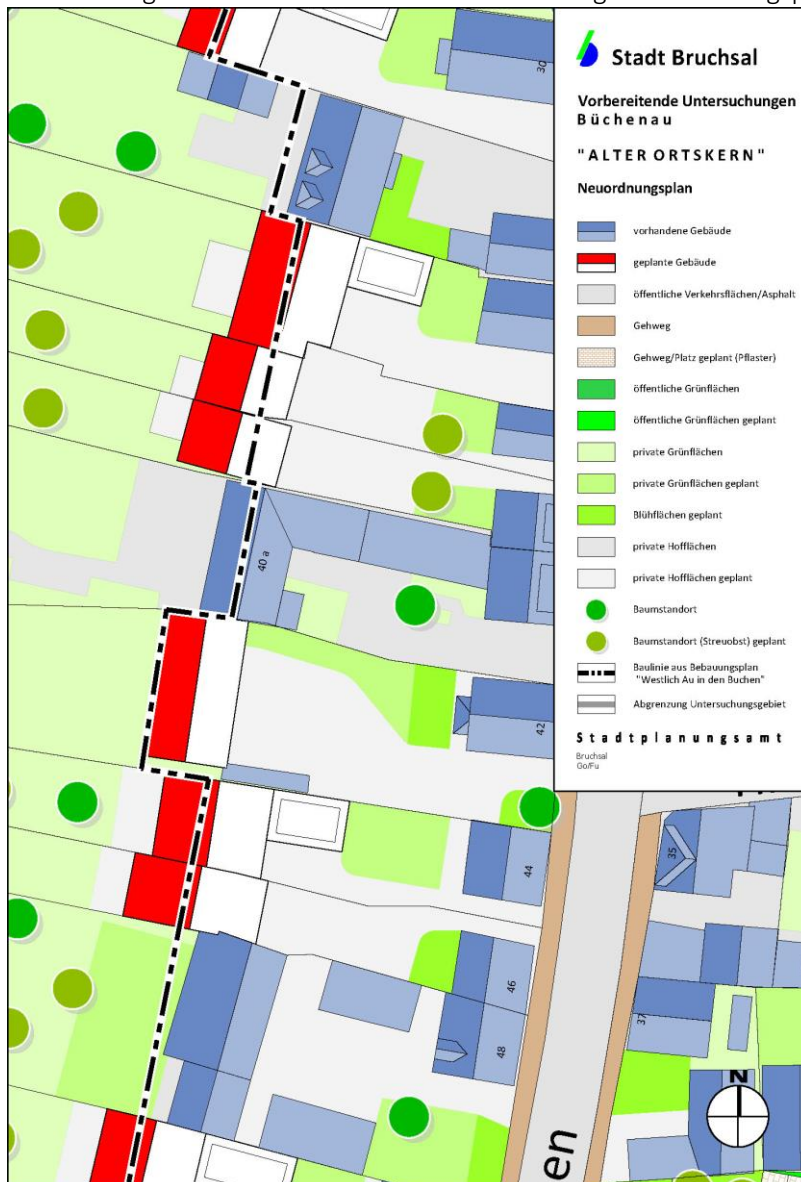 Stadt Bruchsal
Vorbereitende Untersuchungen
Büchenau
"ALTER ORTSKERN"
Neuordnungsplan
vorhandene Gebäude
geplante Gebäude
öffentliche Verkehrsflächen/Asphalt
Gehweg
Gehweg/Platz geplant (Pflaster)
öffentliche Grünflächen
öffentliche Grünflächen geplant
private Grünflächen
private Grünflächen geplant
Blühflächen geplant
private Hofflächen
private Hofflächen geplant
Baumstandort
Baumstandort (Streuobst) geplant
Baulinie aus Bebauungsplan
"Westlich Au in den Buchen"
Abgrenzung Untersuchungsgebiet
Stadtplanungsamt
Bruchsal
Go/Fu
30
40 a
42
44
35
46
37
48
N
en